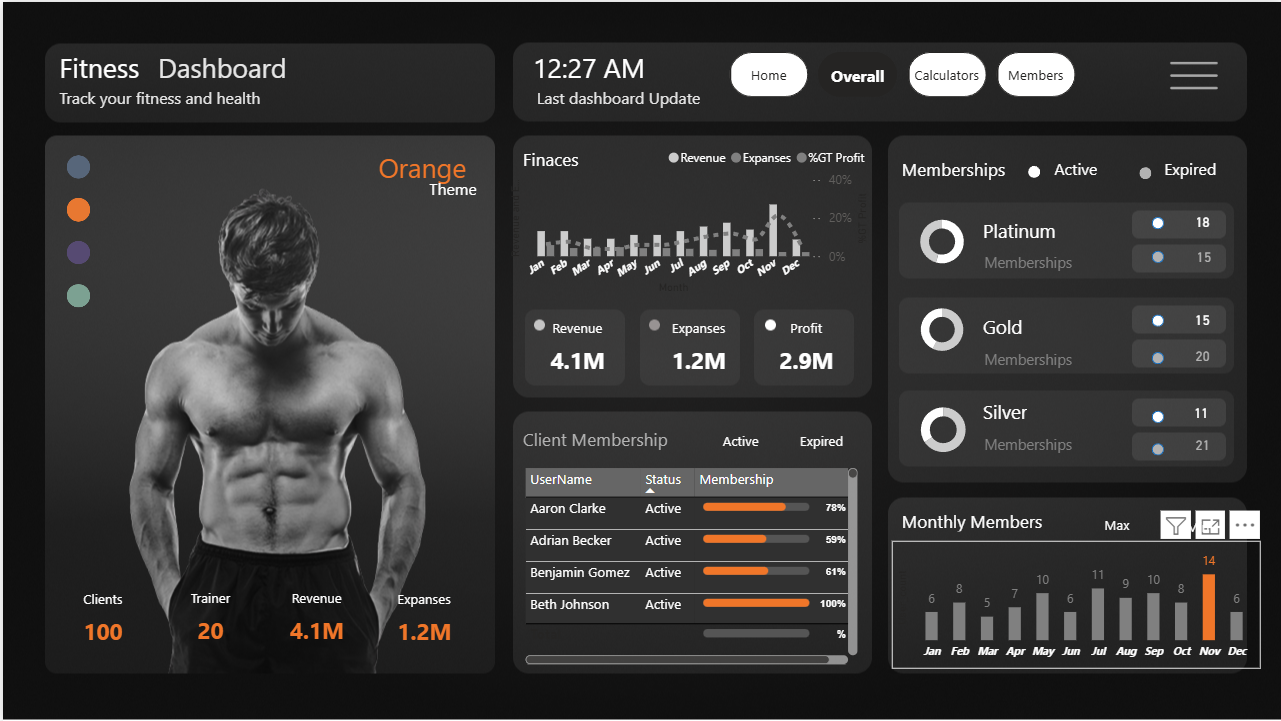 Fitness Dashboard
Track your fitness and health
12:27 AM
Last dashboard Update
Home
Overall
Calculators
Members
Orange
Theme
Clients
100
Trainer
20
Revenue
4.1M
Expanses
1.2M
Finaces
Revenue Expanses %GT Profit
40%
20%
0%
Jan Feb Mar Apr May Jun Jul Aug Sep Oct Nov Dec
Month
Revenue
4.1M
Expanses
1.2M
Profit
2.9M
Client Membership Active Expired
UserName Status Membership
Aaron Clarke Active 78%
Adrian Becker Active 59%
Benjamin Gomez Active 61%
Beth Johnson Active 100%
%
Memberships Active Expired
Platinum
Memberships
18
15
Gold
Memberships
15
20
Silver
Memberships
11
21
Monthly Members Max
6 8 5 7 10 6 11 9 10 8 14 6
Jan Feb Mar Apr May Jun Jul Aug Sep Oct Nov Dec